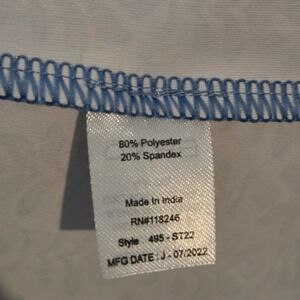 80% Polyester
20% Spandex
Made in India
RN#118246
Style 495 - ST22
MFG DATE : J - 07/2022